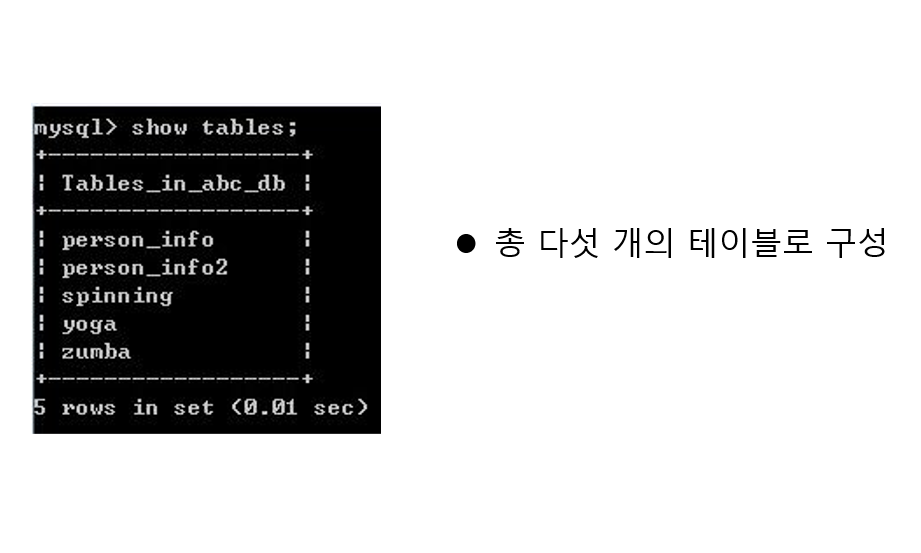 mysql> show tables;
+------------------+
| Tables_in_abc_db |
+------------------+
| person_info      |
| person_info2     |
| spinning         |
| yoga             |
| zumba            |
+------------------+
5 rows in set (0.01 sec)
● 총 다섯 개의 테이블로 구성